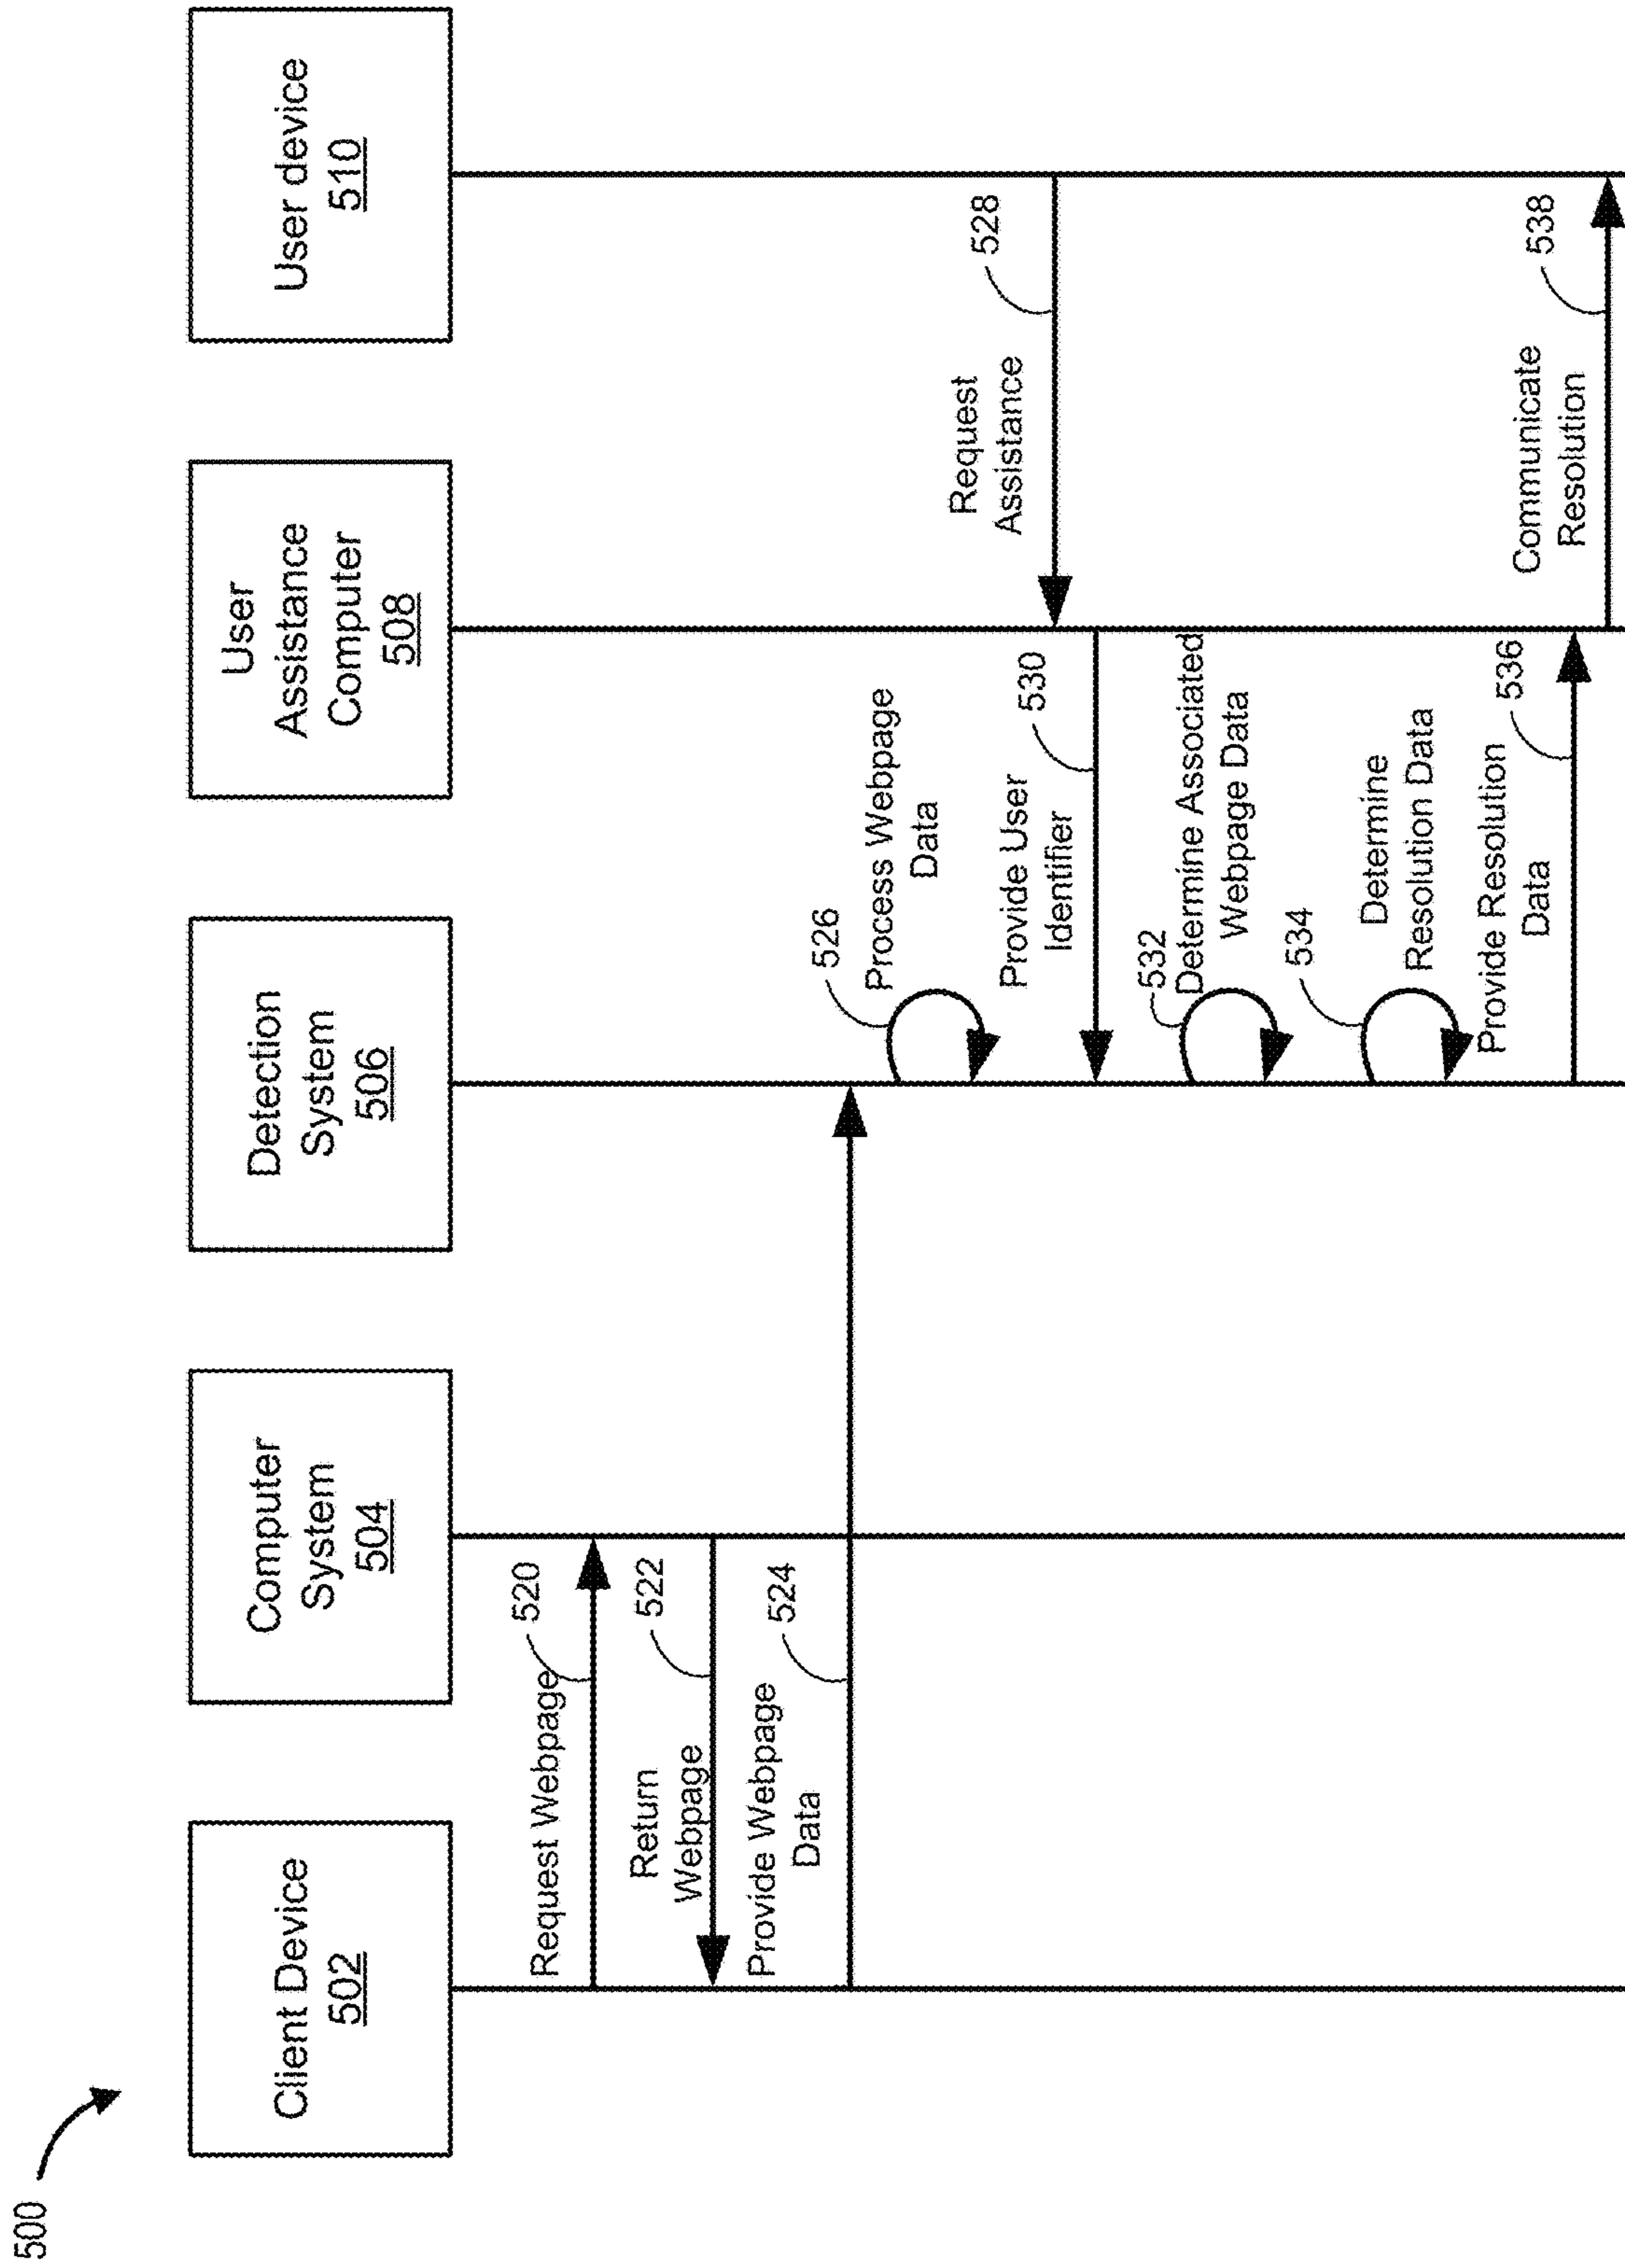 500
Client Device
502
Computer
System
504
Detection
System
506
User
Assistance
Computer
508
User device
510
Request Webpage
520
Return
Webpage
522
Provide Webpage
Data
524
526
Process Webpage
Data
Request
Assistance
528
Provide User
Identifier
530
532
Determine Associated
Webpage Data
534
Determine
Resolution Data
Provide Resolution
Data
536
Communicate
Resolution
538